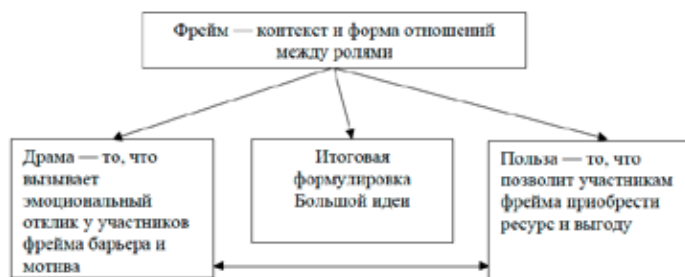 Фрейм — контекст и форма отношений
между ролями
Драма — то, что
вызывает
эмоциональный
отклик у участников
фрейма барьера и
мотива
Итоговая
формулировка
Большой идеи
Польза — то, что
позволит участникам
фрейма приобрести
ресурс и выгоду